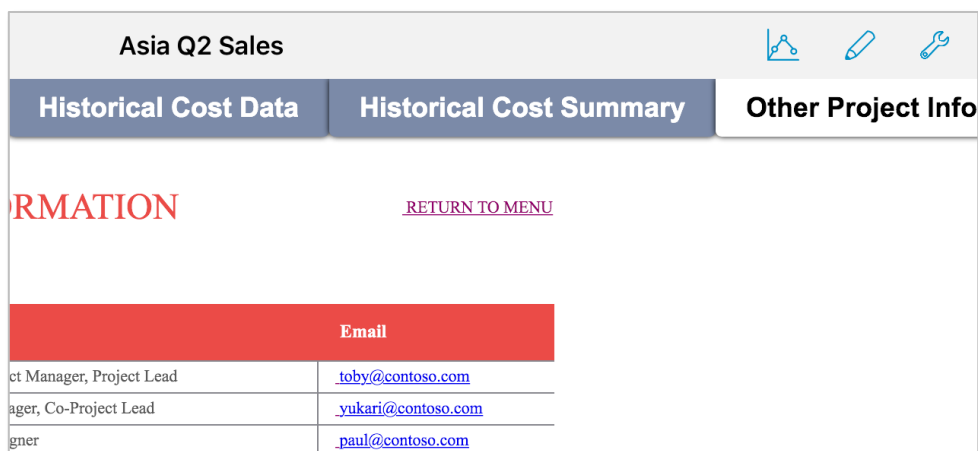 Asia Q2 Sales
Historical Cost Data Historical Cost Summary Other Project Info
ORMATION RETURN TO MENU
Email
ct Manager, Project Lead toby@contoso.com
ager, Co-Project Lead yukari@contoso.com
gner paul@contoso.com